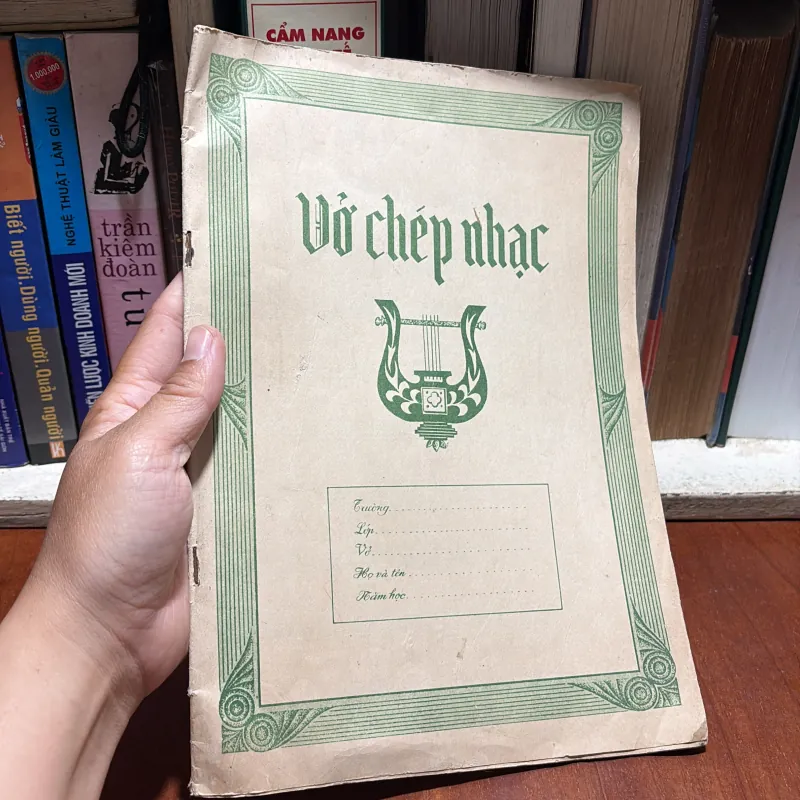 CẨM NANG
1.000.000
NGHỆ THUẬT LÀM GIÀU
LƯỢC KINH DOANH MỚI
Biết người. Dùng người. Quản người
trần
kiêm
đoàn
tu
Vở chép nhạc
Trường
Lớp
Vở
Họ và tên
Năm học